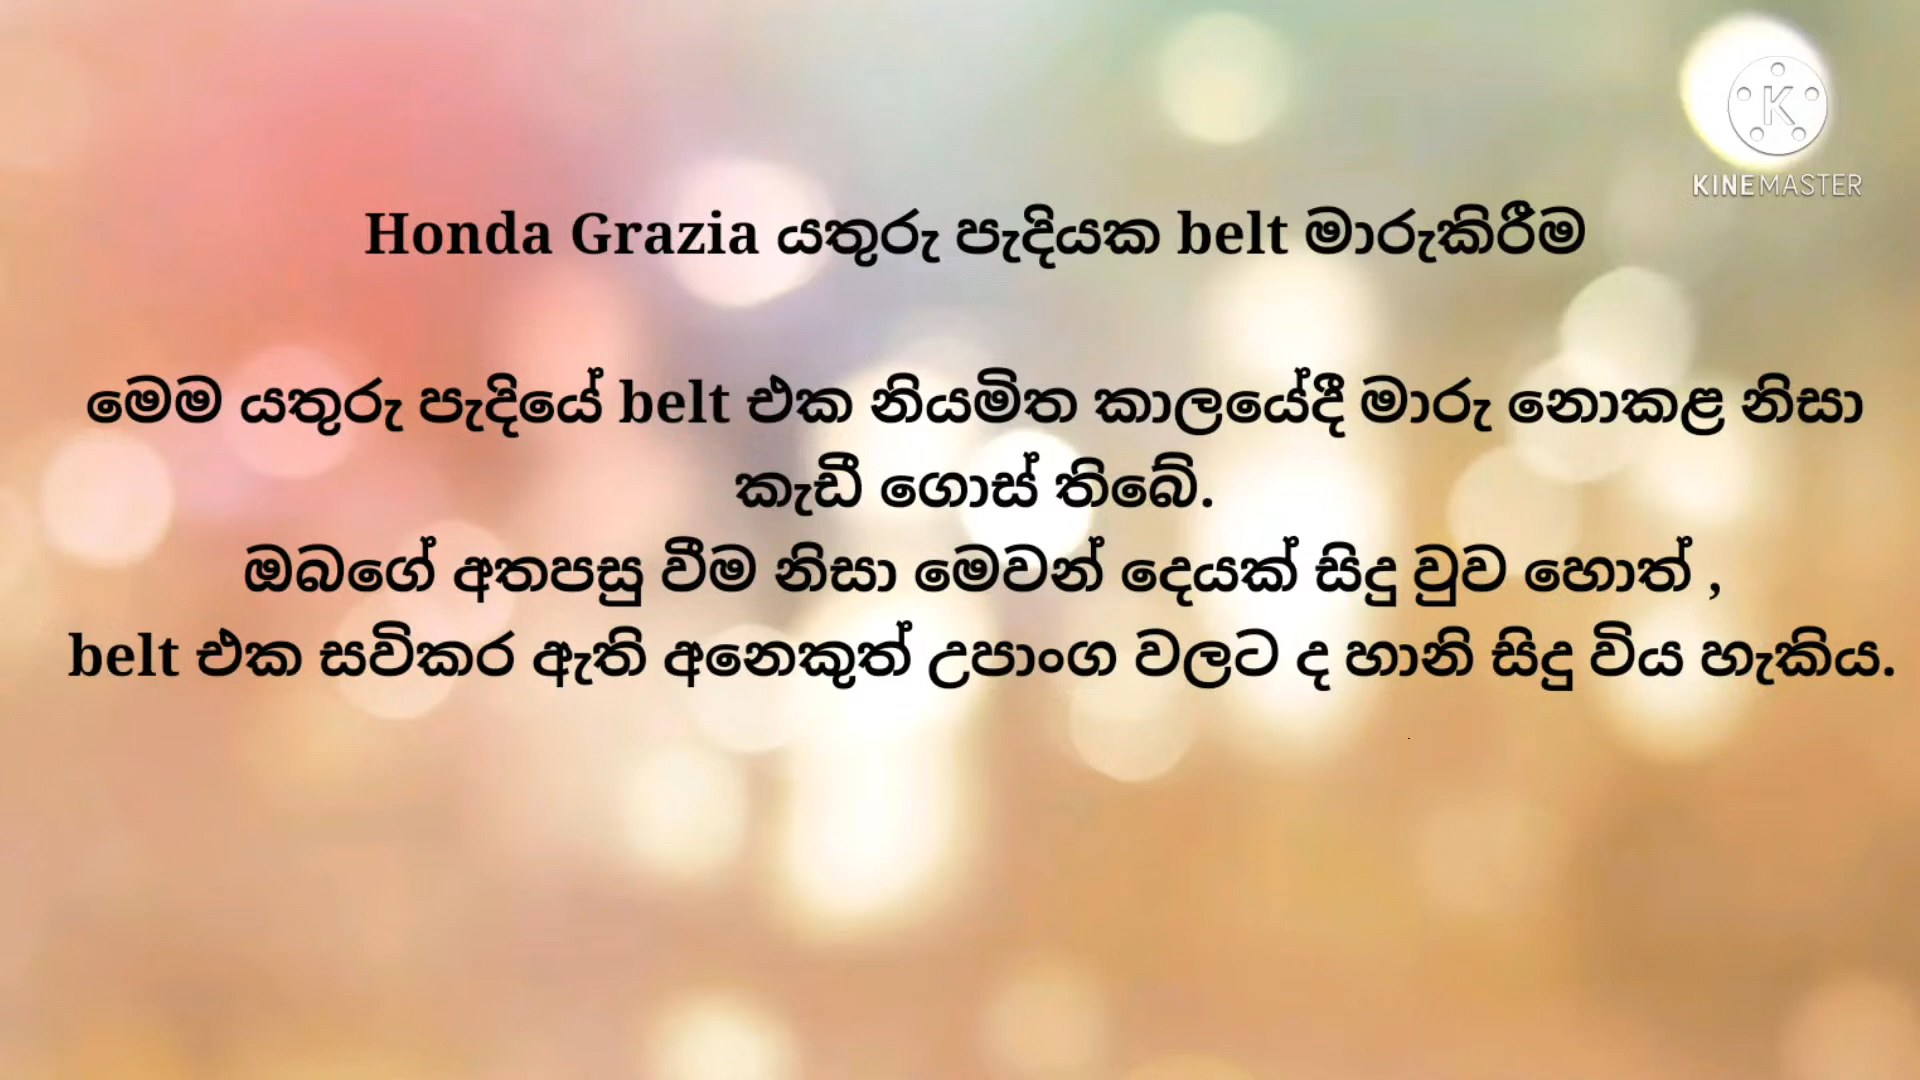 KINEMASTER
Honda Grazia යතුරු පැදියක belt මාරුකිරීම
මෙම යතුරු පැදියේ belt එක නියමිත කාලයේදී මාරු නොකළ නිසා
කැඩී ගොස් තිබේ.
ඔබගේ අතපසු වීම නිසා මෙවන් දෙයක් සිදු වුව හොත් ,
belt එක සවිකර ඇති අනෙකුත් උපාංග වලට ද හානි සිදු විය හැකිය.